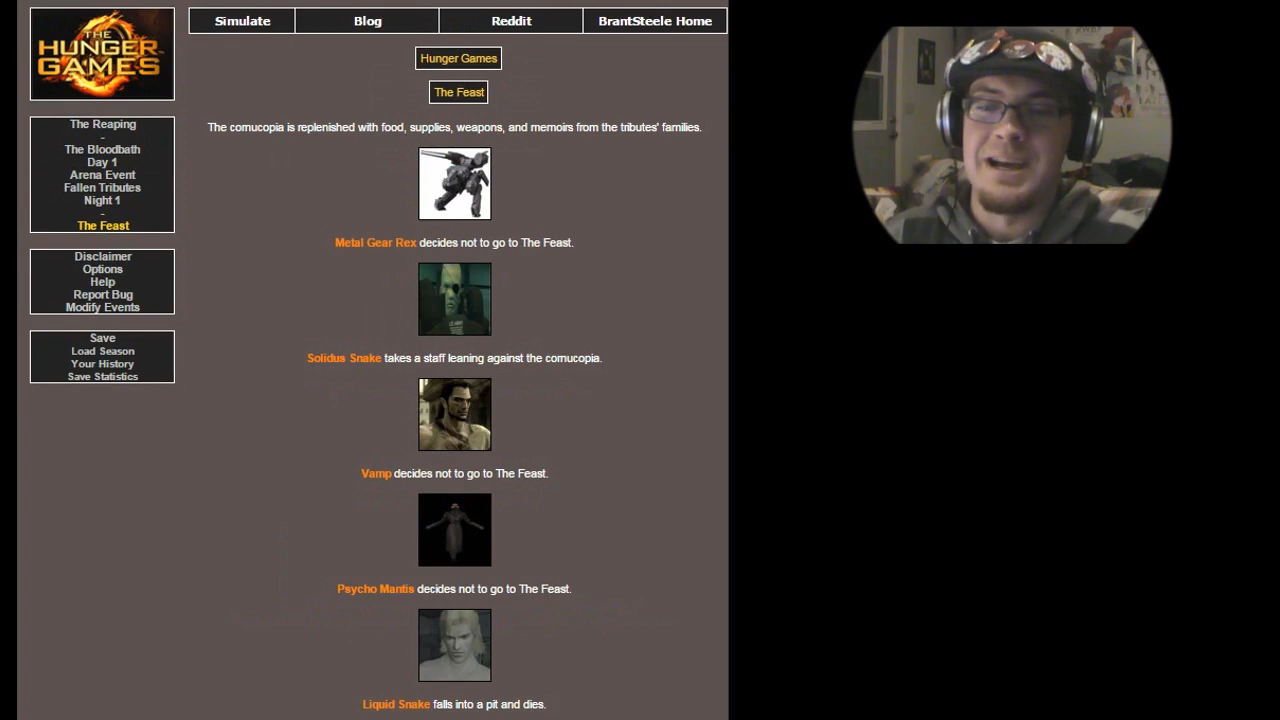 THE
HUNGER
GAMES
Simulate
Blog
Reddit
BrantSteele Home
The Reaping
-
The Bloodbath
Day 1
Arena Event
Fallen Tributes
Night 1
-
The Feast
Disclaimer
Options
Help
Report Bug
Modify Events
Save
Load Season
Your History
Save Statistics
Hunger Games
The Feast
The cornucopia is replenished with food, supplies, weapons, and memoirs from the tributes' families.
Metal Gear Rex decides not to go to The Feast.
Solidus Snake takes a staff leaning against the cornucopia.
Vamp decides not to go to The Feast.
Psycho Mantis decides not to go to The Feast.
Liquid Snake falls into a pit and dies.